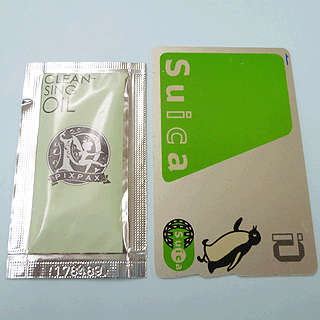 CLEAN-
SING
OIL
PIXPAX
Suica
Suica